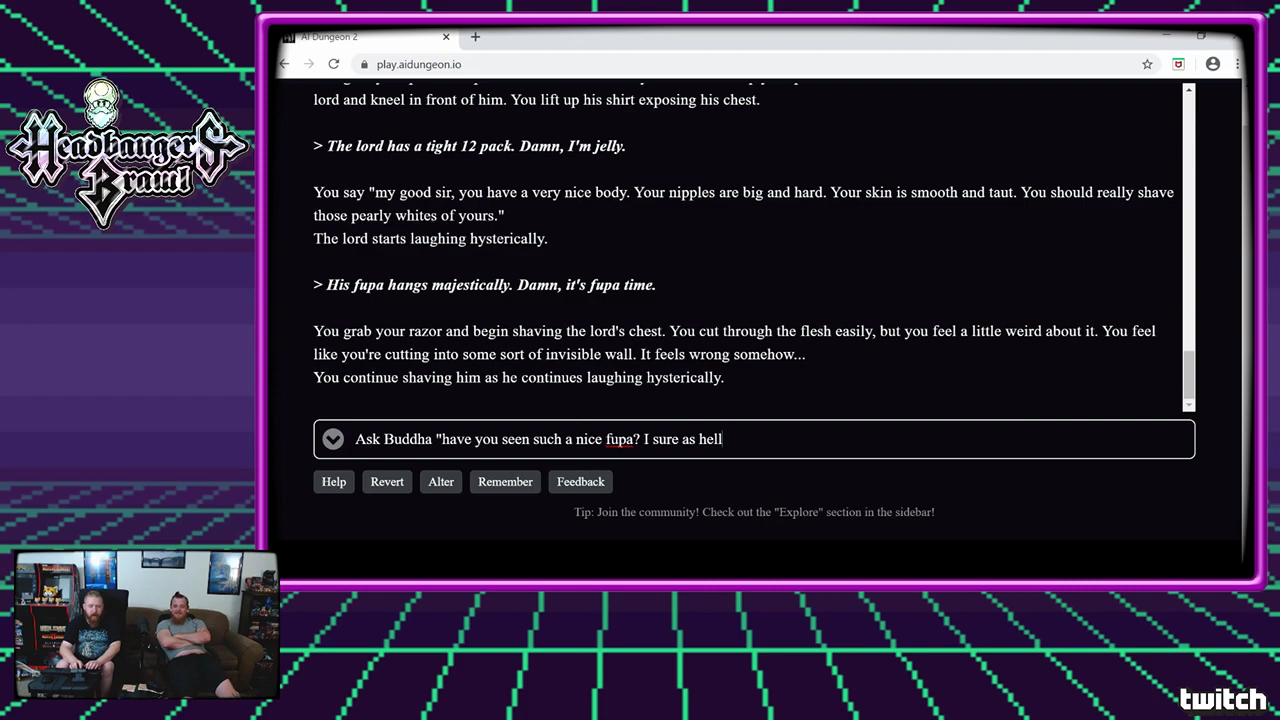 Headbangers
Brawl
AI Dungeon 2
play.aidungeon.io
lord and kneel in front of him. You lift up his shirt exposing his chest.
> The lord has a tight 12 pack. Damn, I'm jelly.
You say "my good sir, you have a very nice body. Your nipples are big and hard. Your skin is smooth and taut. You should really shave
those pearly whites of yours."
The lord starts laughing hysterically.
> His fupa hangs majestically. Damn, it's fupa time.
You grab your razor and begin shaving the lord's chest. You cut through the flesh easily, but you feel a little weird about it. You feel
like you're cutting into some sort of invisible wall. It feels wrong somehow...
You continue shaving him as he continues laughing hysterically.
Ask Buddha "have you seen such a nice fupa? I sure as hell
Help Revert Alter Remember Feedback
Tip: Join the community! Check out the "Explore" section in the sidebar!
twitch